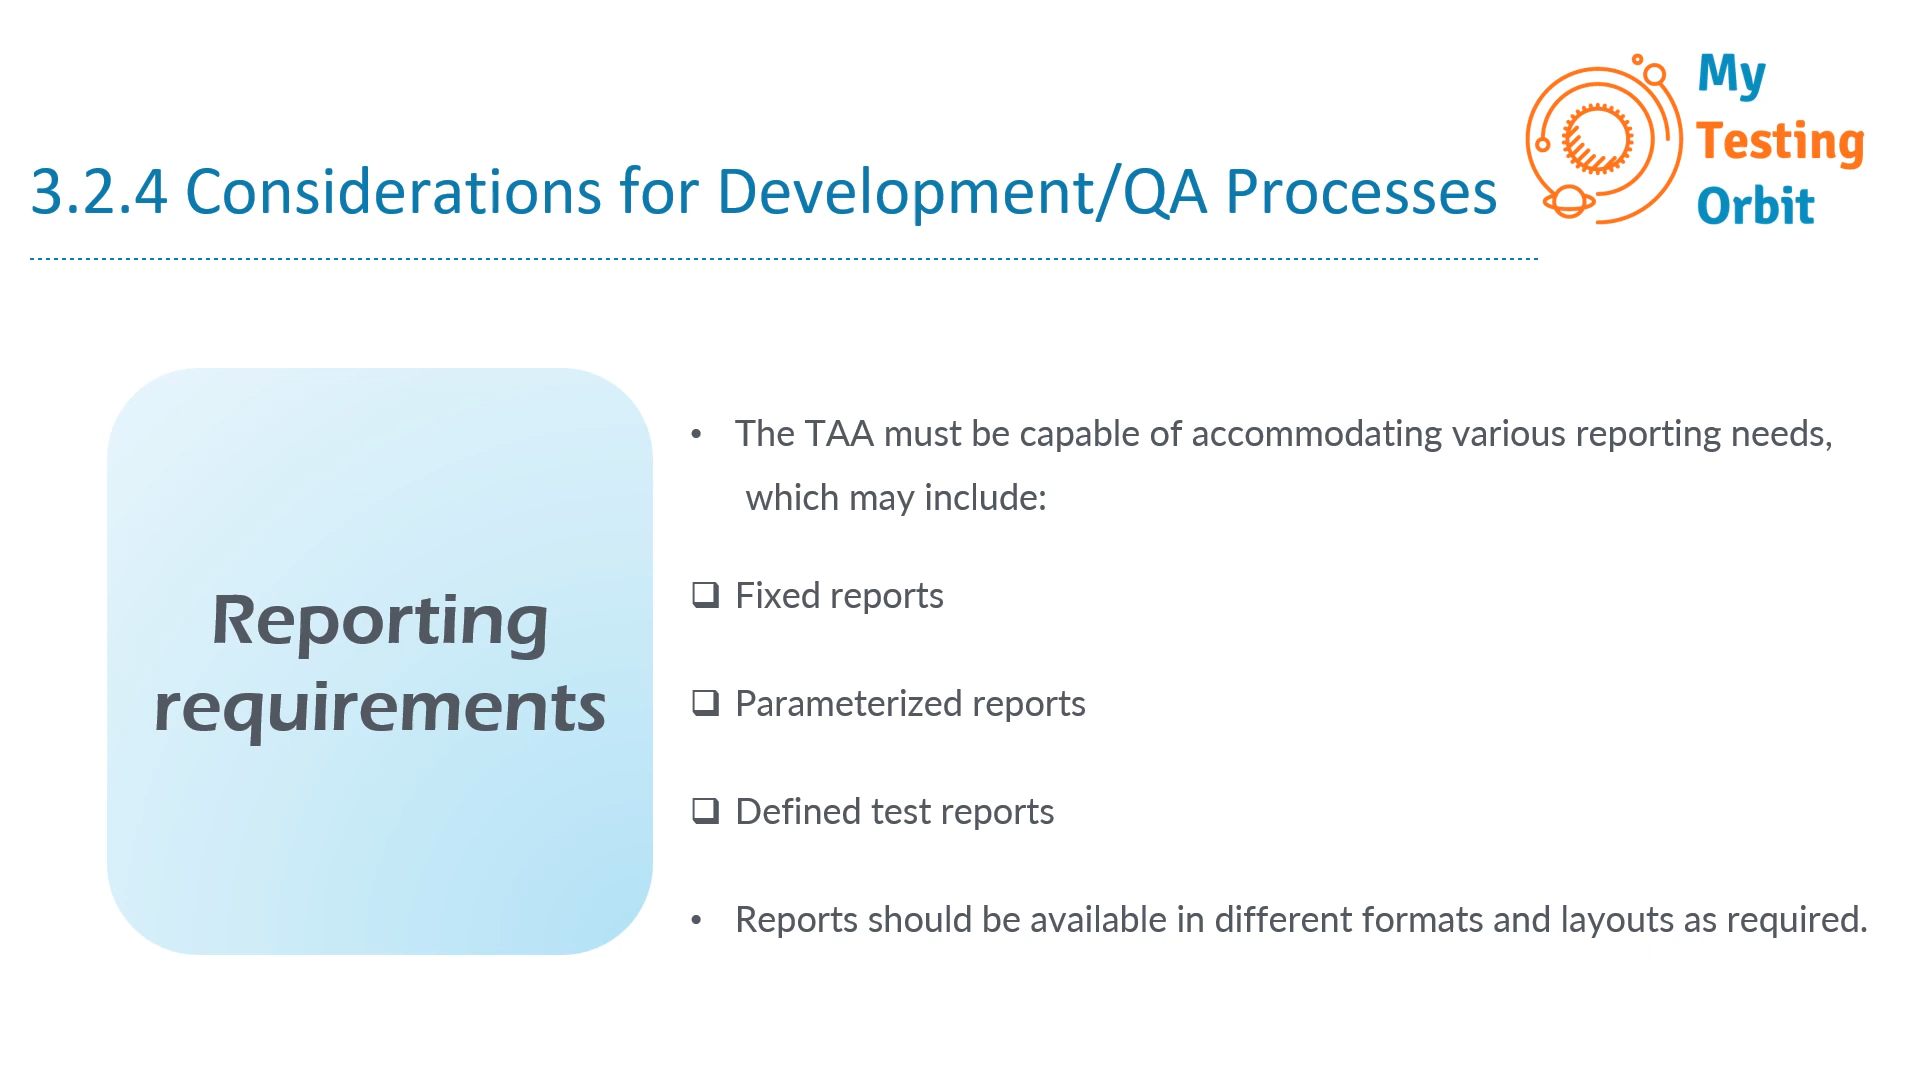 My
Testing
Orbit
3.2.4 Considerations for Development/QA Processes
Reporting
requirements
• The TAA must be capable of accommodating various reporting needs,
which may include:
❑ Fixed reports
❑ Parameterized reports
❑ Defined test reports
• Reports should be available in different formats and layouts as required.